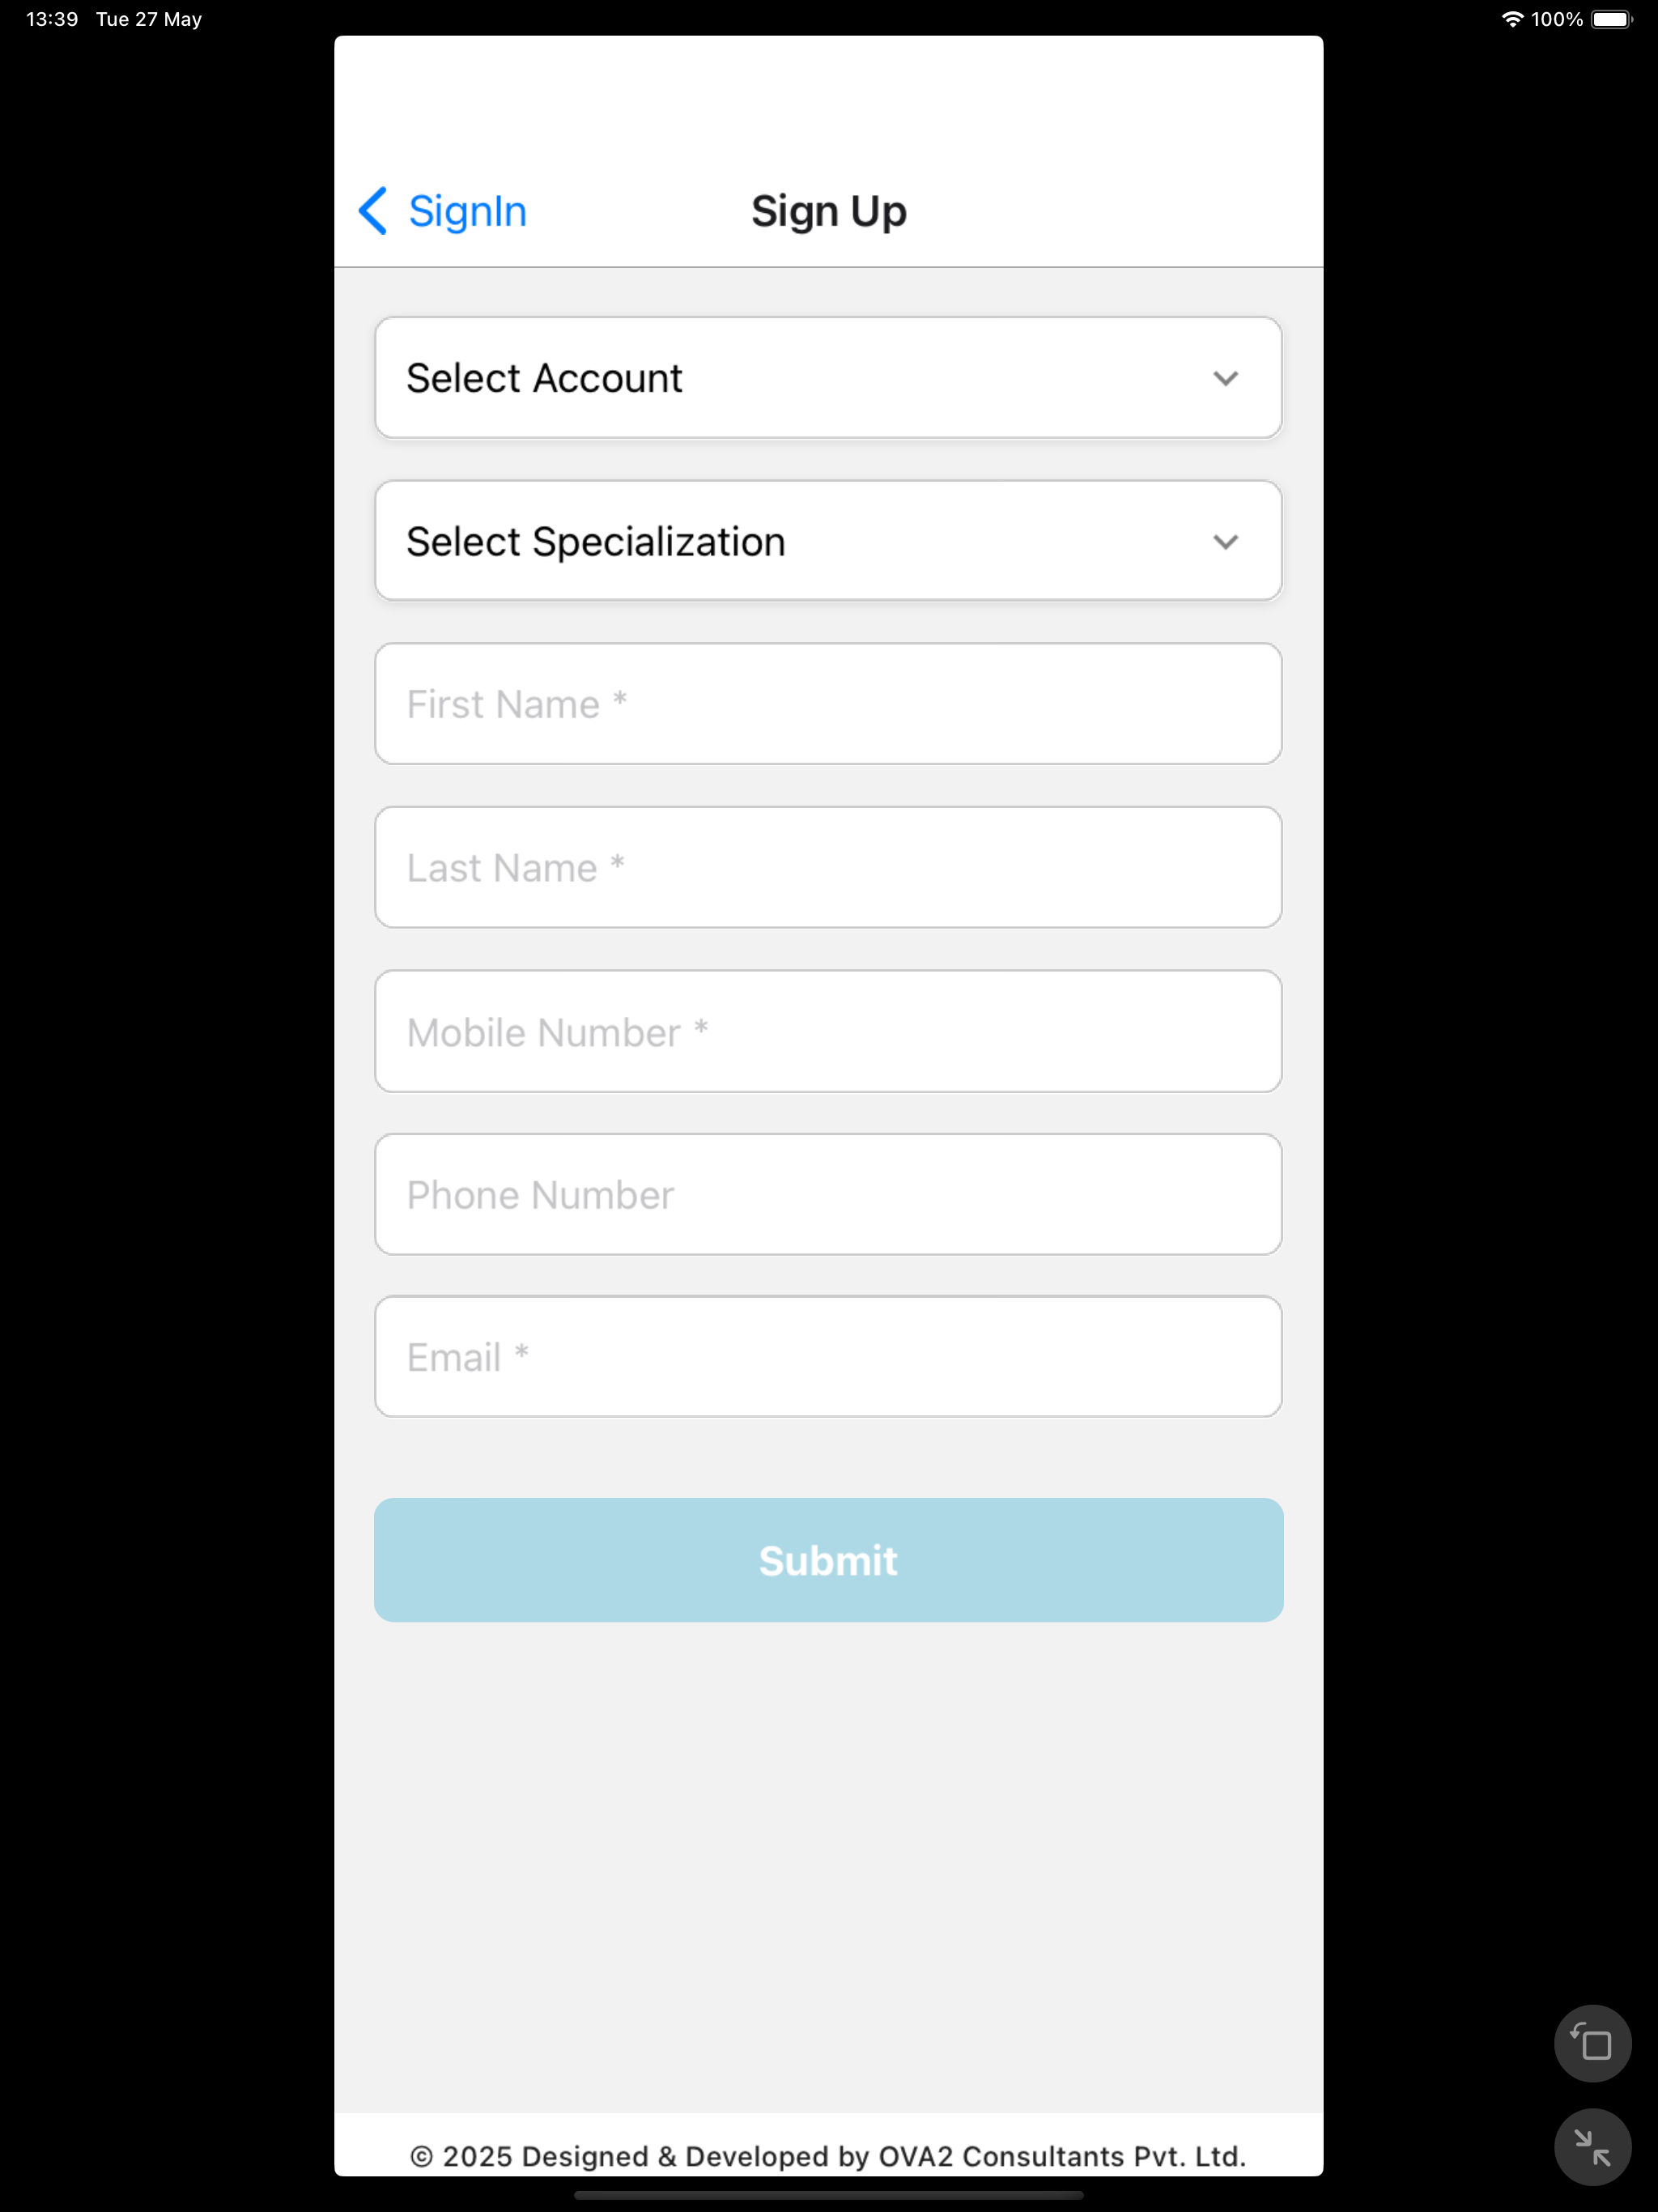 13:39 Tue 27 May 100%
SignIn Sign Up
Select Account
Select Specialization
First Name *
Last Name *
Mobile Number *
Phone Number
Email *
Submit
© 2025 Designed & Developed by OVA2 Consultants Pvt. Ltd.